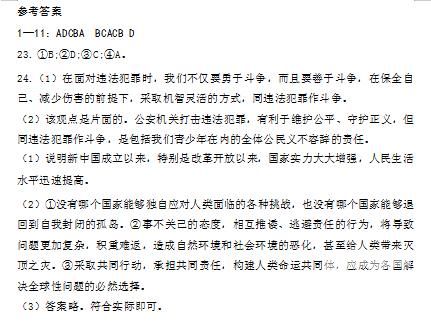 参考答案
1—11：ADCBA  BCACB D
23. ①B;②D;③C;④A。
24.（1）在面对违法犯罪时，我们不仅要勇于斗争，而且要善于斗争，在保全自
己、减少伤害的前提下，采取机智灵活的方式，同违法犯罪作斗争。
（2）该观点是片面的。公安机关打击违法犯罪，有利于维护公平、守护正义，但
同违法犯罪作斗争，是包括我们青少年在内的全体公民义不容辞的责任。
（1）说明新中国成立以来，特别是改革开放以来，国家实力大大增强，人民生活
水平迅速提高。
（2）①没有哪个国家能够独自应对人类面临的各种挑战，也没有哪个国家能够退
回到自我封闭的孤岛。②事不关己的态度，相互推诿、逃避责任的行为，将导致
问题更加复杂，积重难返，造成自然环境和社会环境的恶化，甚至给人类带来灭
顶之灾。③采取共同行动，承担共同责任，构建人类命运共同体，应成为各国解
决全球性问题的必然选择。
（3）答案略。符合实际即可。